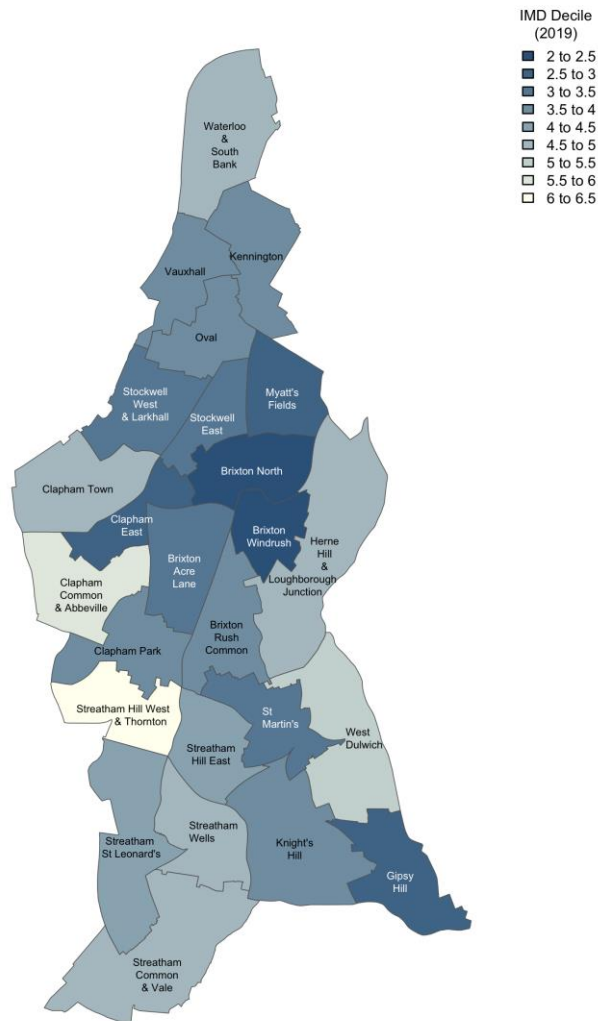 IMD Decile
(2019)
2 to 2.5
2.5 to 3
3 to 3.5
3.5 to 4
4 to 4.5
4.5 to 5
5 to 5.5
5.5 to 6
6 to 6.5
Waterloo
&
South
Bank
Kennington
Vauxhall
Oval
Stockwell
West
& Larkhall
Stockwell
East
Myatt's
Fields
Brixton North
Clapham Town
Clapham
East
Brixton
Windrush
Herne
Hill
&
Loughborough
Junction
Brixton
Acre
Lane
Clapham
Common
& Abbeville
Brixton
Rush
Common
Clapham Park
Streatham Hill West
& Thornton
St
Martin's
West
Dulwich
Streatham
Hill East
Streatham
Wells
Knight's
Hill
Streatham
St Leonard's
Gipsy
Hill
Streatham
Common
& Vale